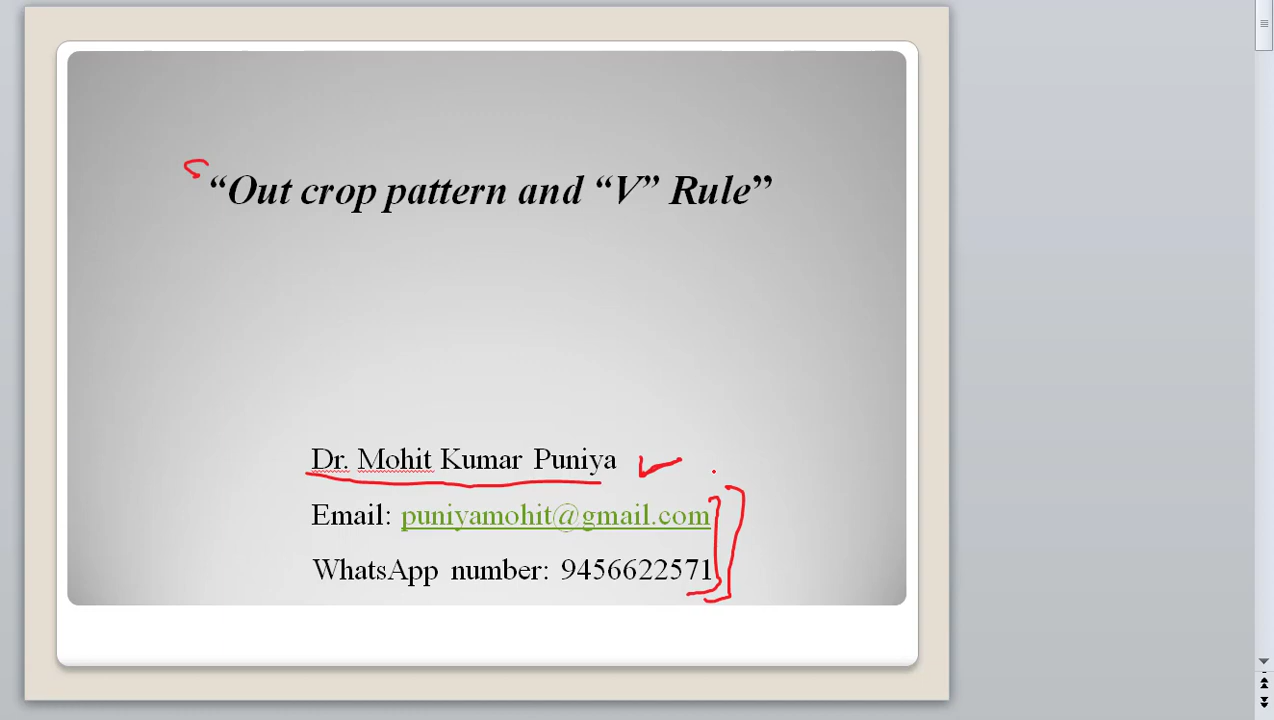 “Out crop pattern and “V” Rule”
Dr. Mohit Kumar Puniya
Email: puniyamohit@gmail.com
WhatsApp number: 9456622571